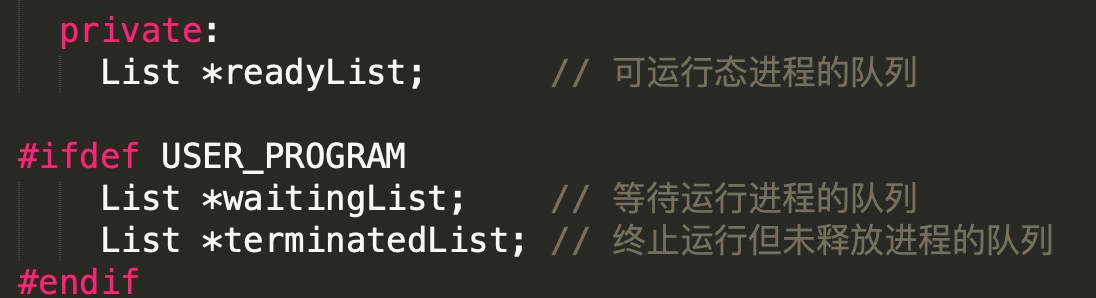 private:
List *readyList; // 可运行态进程的队列
#ifdef USER_PROGRAM
List *waitingList; // 等待运行进程的队列
List *terminatedList; // 终止运行但未释放进程的队列
#endif